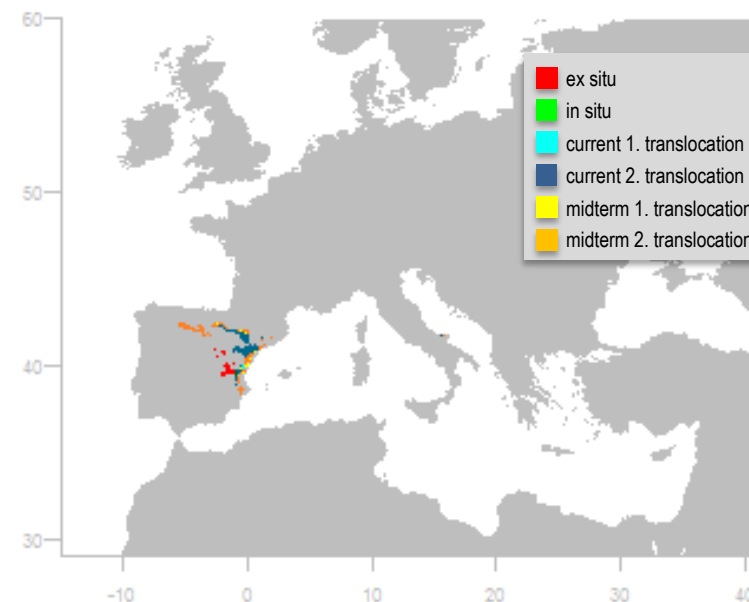 60
ex situ
in situ
current 1. translocation
50
current 2. translocation
midterm 1. translocation
midterm 2. translocation
40
30
-10 0 10 20 30 40